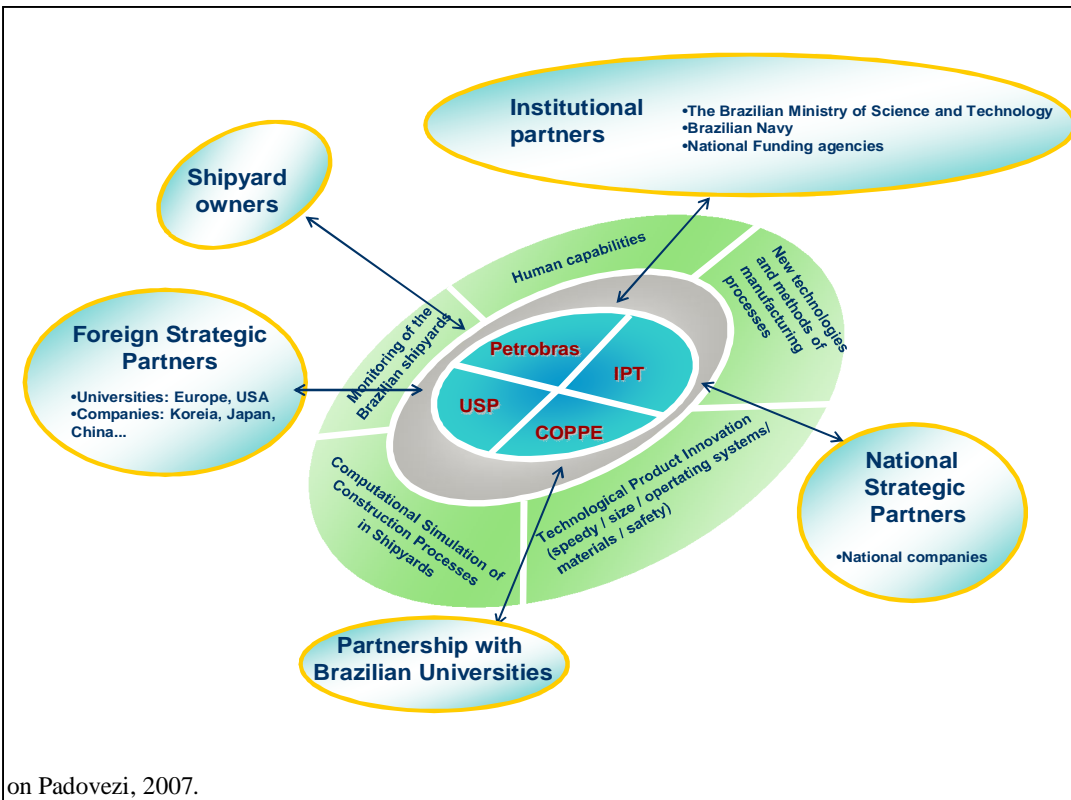 Institutional
partners
•The Brazilian Ministry of Science and Technology
•Brazilian Navy
•National Funding agencies
Shipyard
owners
Human capabilities
New technologies
and methods of
manufacturing
processes
Monitoring of the
Brazilian shipyards
Foreign Strategic
Partners
•Universities: Europe, USA
•Companies: Koreia, Japan,
China...
Petrobras
IPT
USP
COPPE
National
Strategic
Partners
•National companies
Computational Simulation of
Construction Processes
in Shipyards
Technological Product Innovation
(speedy / size / opertating systems/
materials / safety)
Partnership with
Brazilian Universities
on Padovezi, 2007.